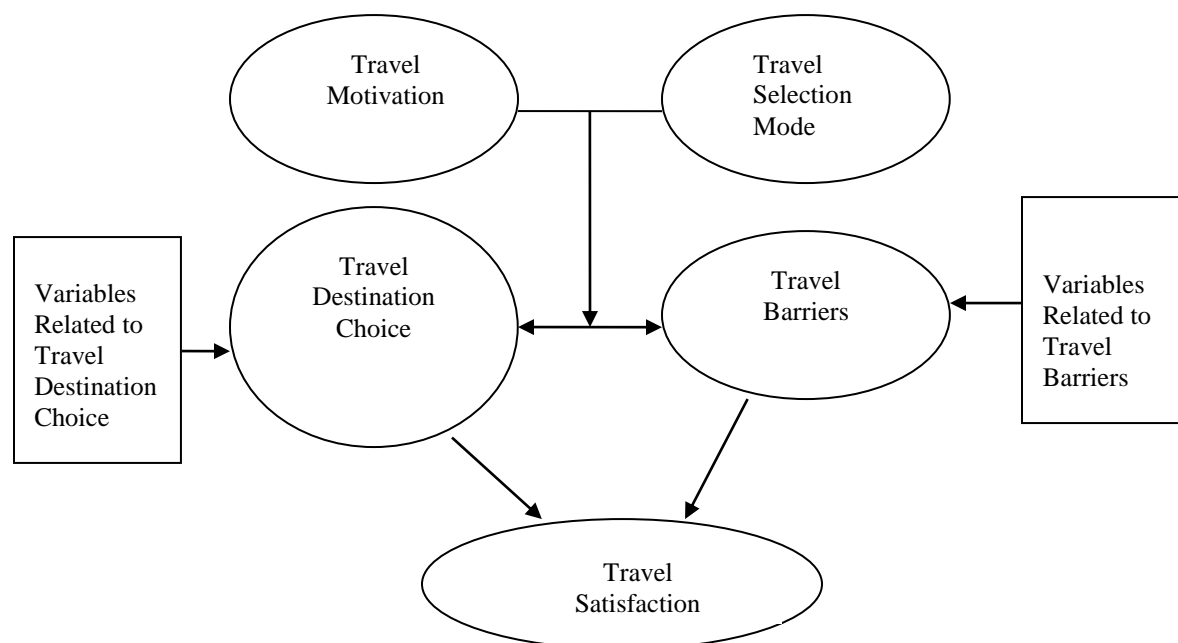 Travel
Motivation
Travel
Selection
Mode
Variables
Related to
Travel
Destination
Choice
Travel
Destination
Choice
Travel
Barriers
Variables
Related to
Travel
Barriers
Travel
Satisfaction